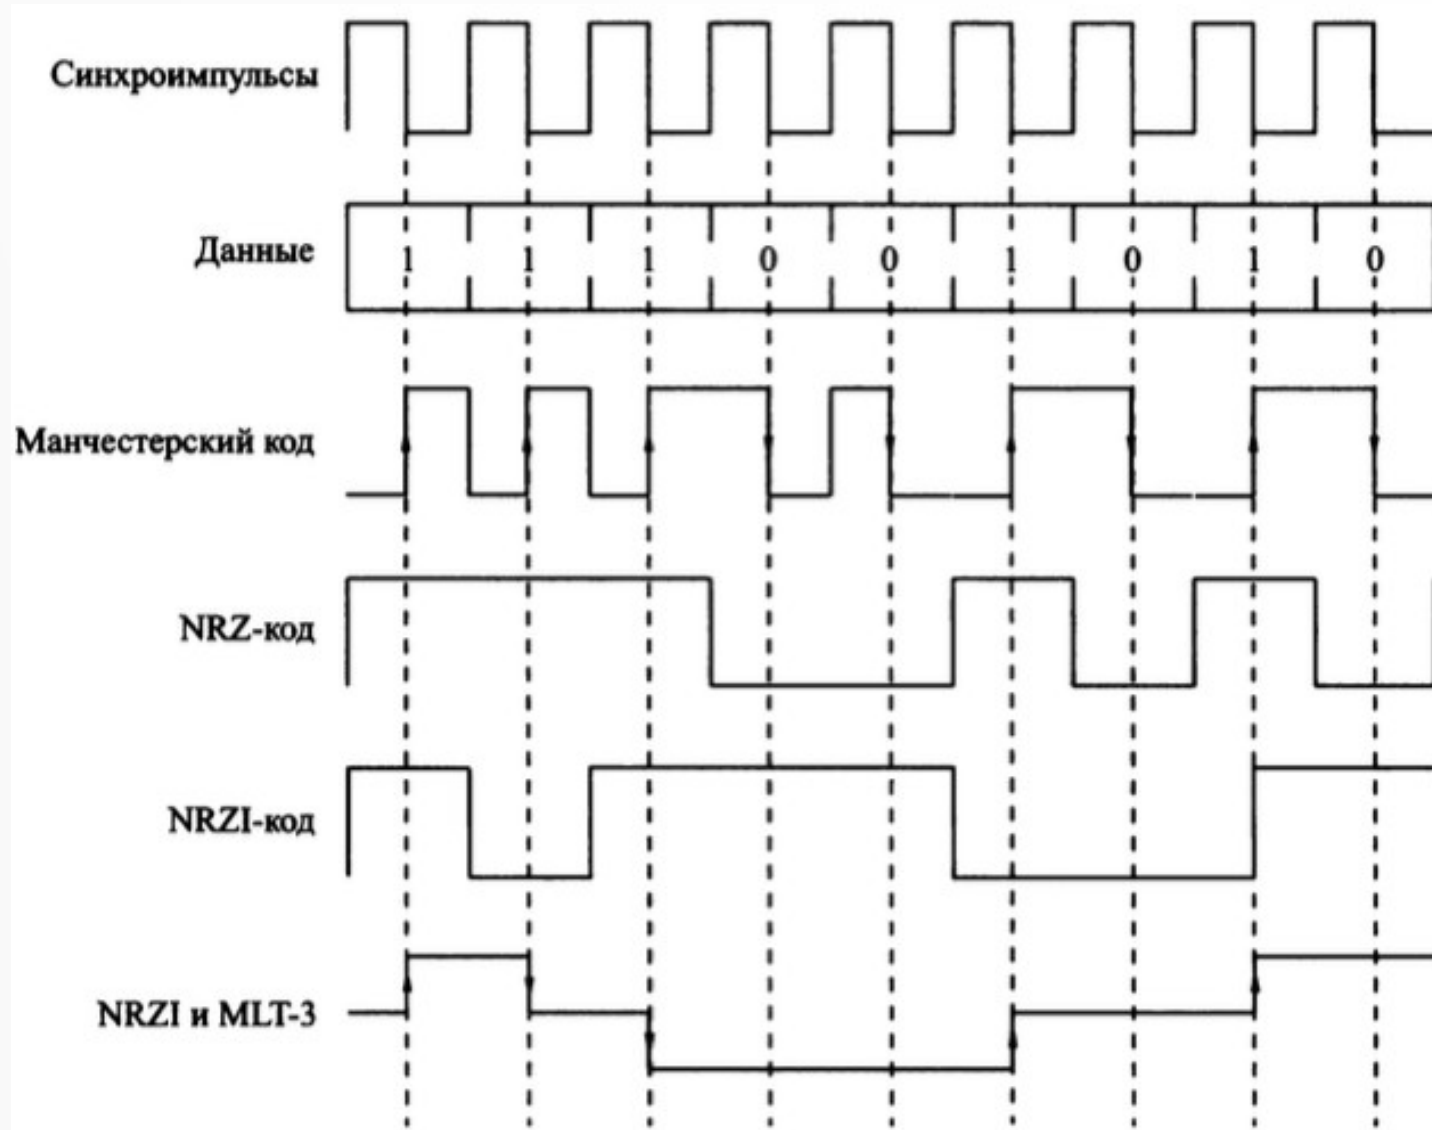 Синхроимпульсы
Данные
1 1 1 0 0 1 0 1 0
Манчестерский код
NRZ-код
NRZI-код
NRZI и MLT-3